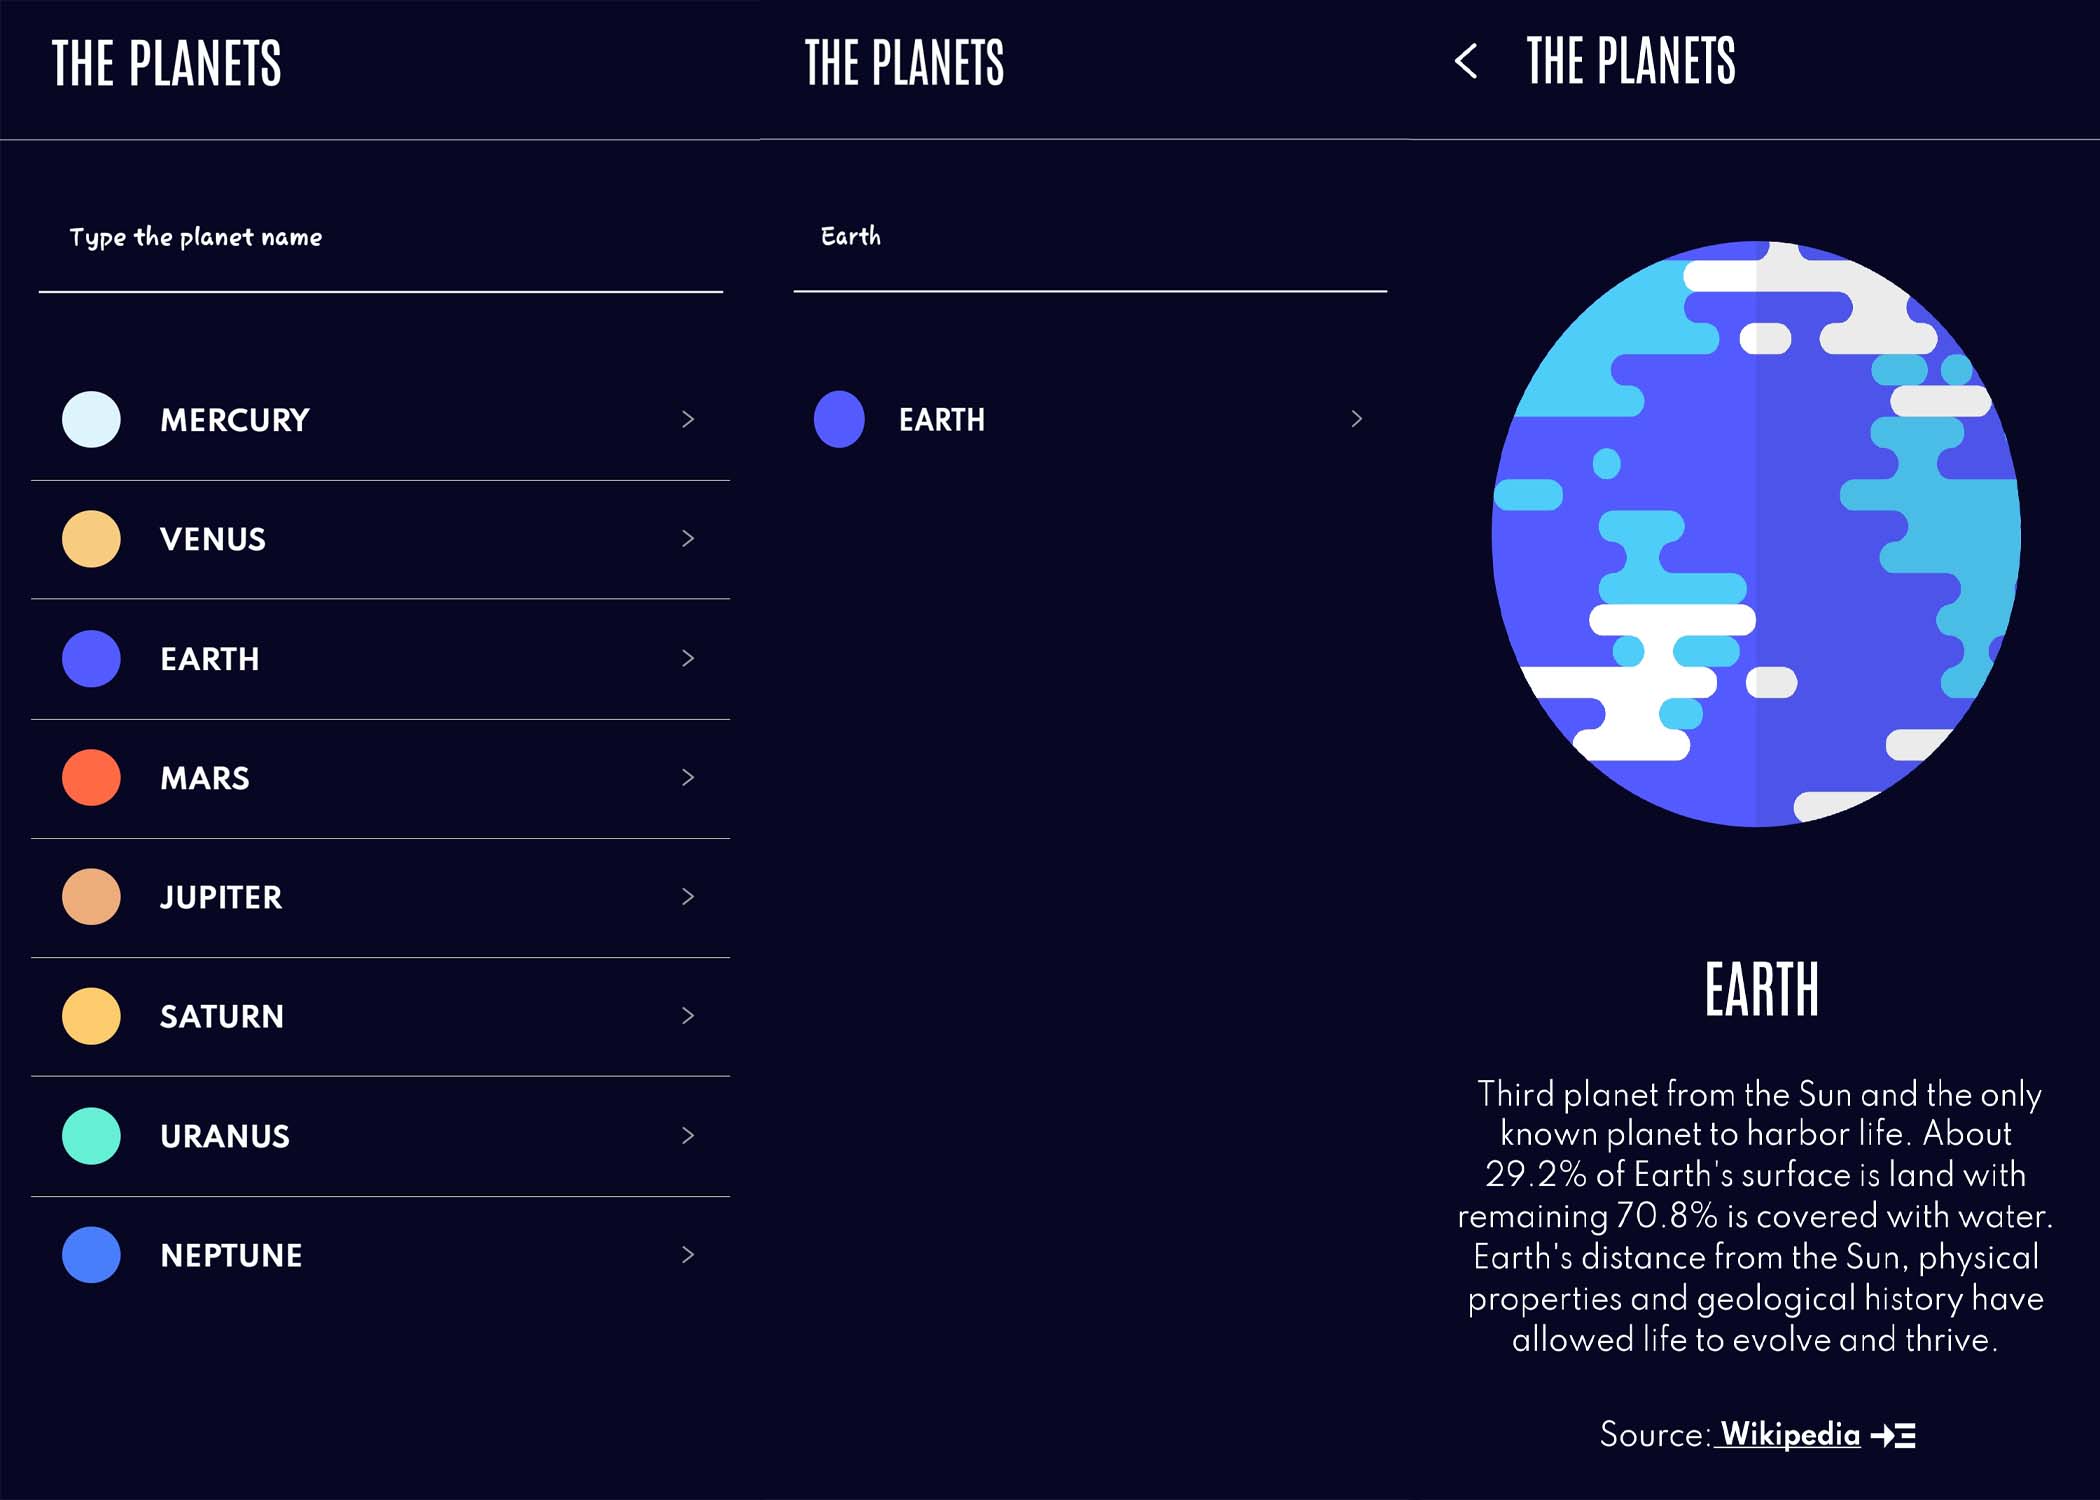 THE PLANETS
Type the planet name
MERCURY
VENUS
EARTH
MARS
JUPITER
SATURN
URANUS
NEPTUNE
THE PLANETS
Earth
EARTH
THE PLANETS
EARTH
Third planet from the Sun and the only
known planet to harbor life. About
29.2% of Earth's surface is land with
remaining 70.8% is covered with water.
Earth's distance from the Sun, physical
properties and geological history have
allowed life to evolve and thrive.
Source: Wikipedia